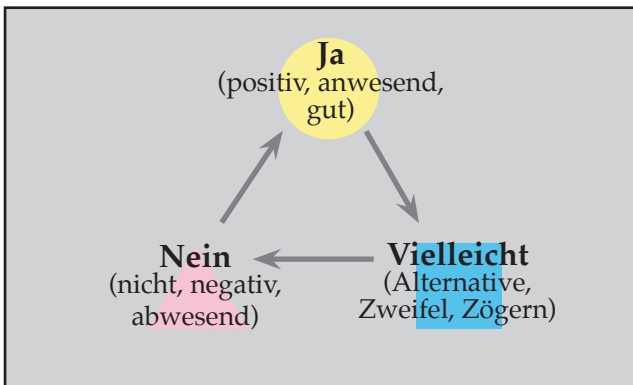 Ja
(positiv, anwesend,
gut)
Nein
(nicht, negativ,
abwesend)
Vielleicht
(Alternative,
Zweifel, Zögern)